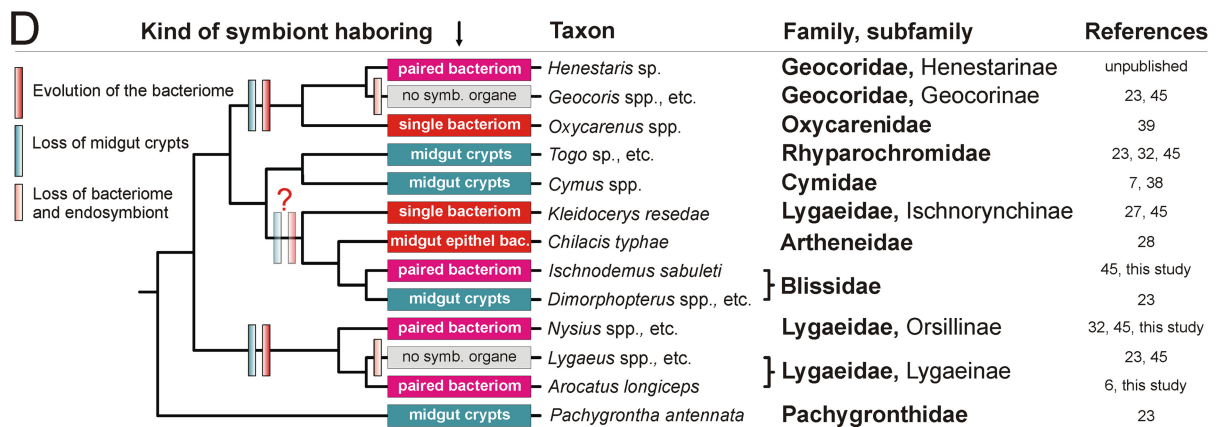 D
Kind of symbiont haboring
Taxon
Family, subfamily
References
Evolution of the bacteriome
Loss of midgut crypts
Loss of bacteriome
and endosymbiont
?
paired bacteriom Henestaris sp. Geocoridae, Henestarinae unpublished
no symb. organe Geocoris spp., etc. Geocoridae, Geocorinae 23, 45
single bacteriom Oxycarenus spp. Oxycarenidae 39
midgut crypts Togo sp., etc. Rhyparochromidae 23, 32, 45
midgut crypts Cymus spp. Cymidae 7, 38
single bacteriom Kleidocerys resedae Lygaeidae, Ischnorynchinae 27, 45
midgut epithel bac. Chilacis typhae Artheneidae 28
paired bacteriom Ischnodemus sabuleti 45, this study
Blissidae
midgut crypts Dimorphopterus spp., etc. 23
paired bacteriom Nysius spp., etc. Lygaeidae, Orsillinae 32, 45, this study
no symb. organe Lygaeus spp., etc. 23, 45
Lygaeidae, Lygaeinae
paired bacteriom Arocatus longiceps 6, this study
midgut crypts Pachygrontha antennata Pachygronthidae 23